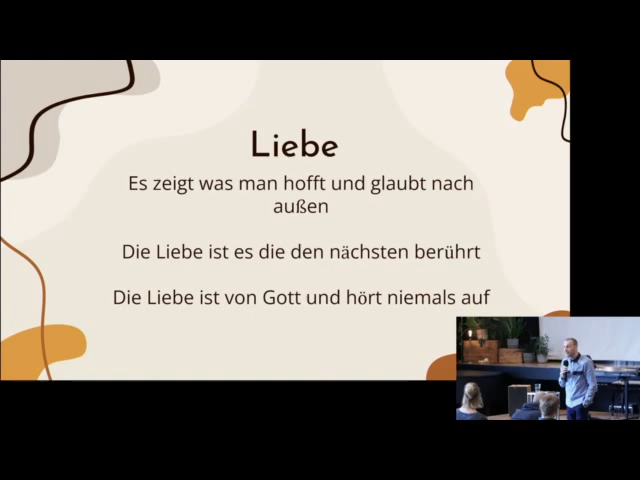 Liebe
Es zeigt was man hofft und glaubt nach
außen
Die Liebe ist es die den nächsten berührt
Die Liebe ist von Gott und hört niemals auf